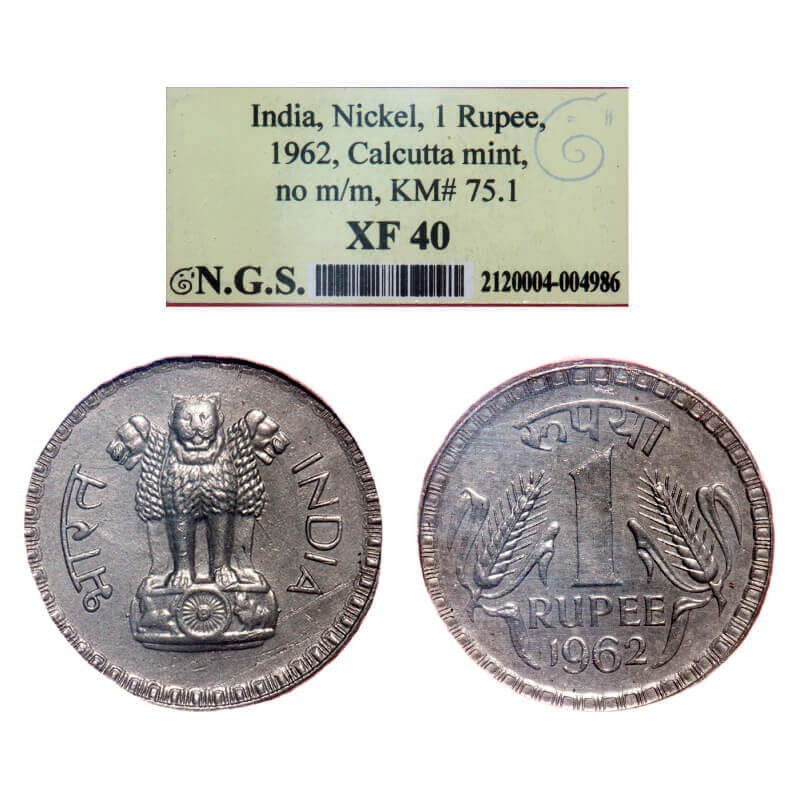 India, Nickel, 1 Rupee,
1962, Calcutta mint,
no m/m, KM# 75.1
XF 40
N.G.S.
2120004-004986
भारत
INDIA
रुपया
1
RUPEE
1962